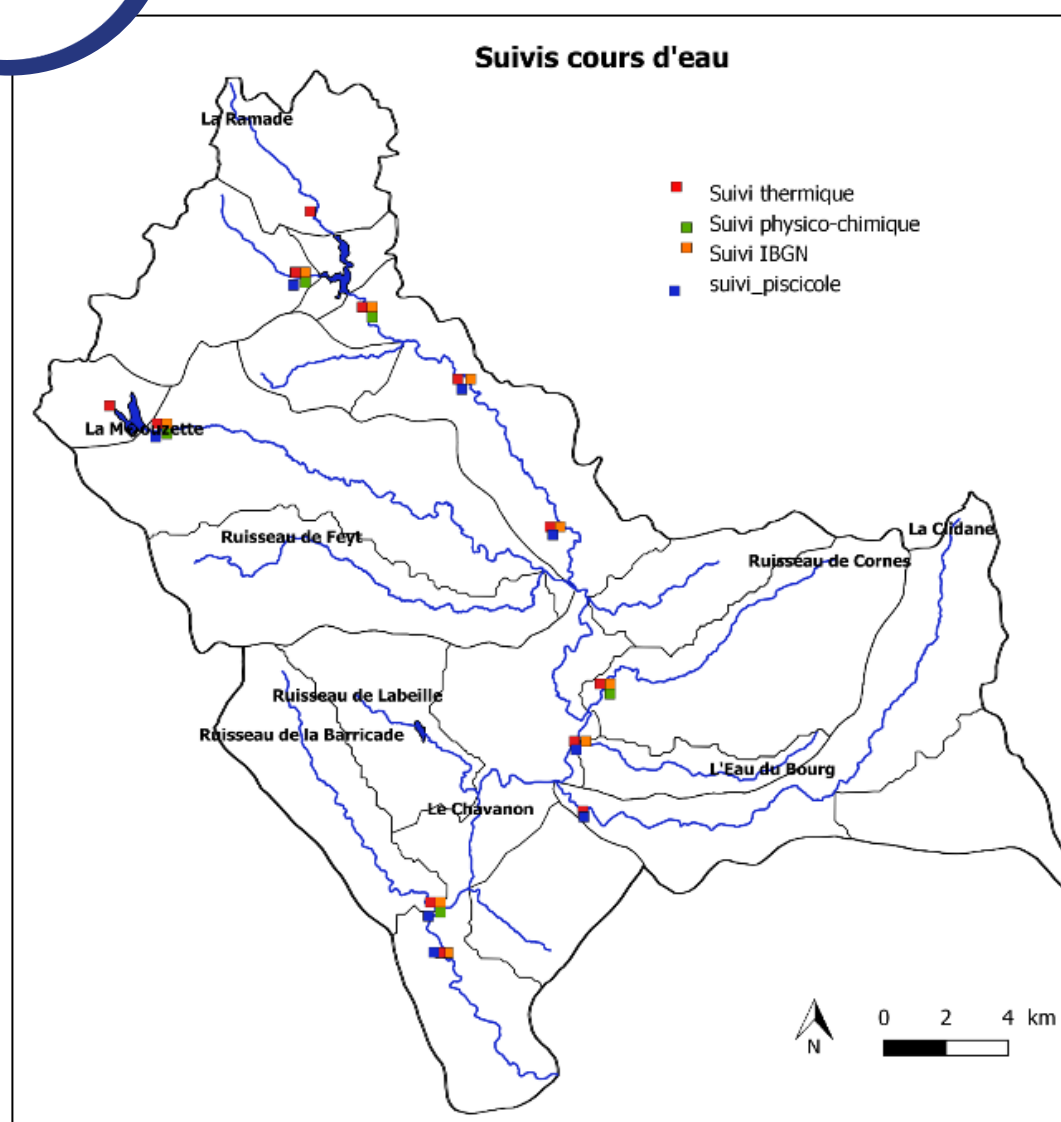 Suivis cours d'eau
La Ramade
Suivi thermique
Suivi physico-chimique
Suivi IBGN
suivi_piscicole
La Clidane
Ruisseau de Feyt
Ruisseau de Cornes
Ruisseau de Labeille
Ruisseau de la Barricade
L'Eau du Bourg
Le Chavanon
0 2 4 km
N